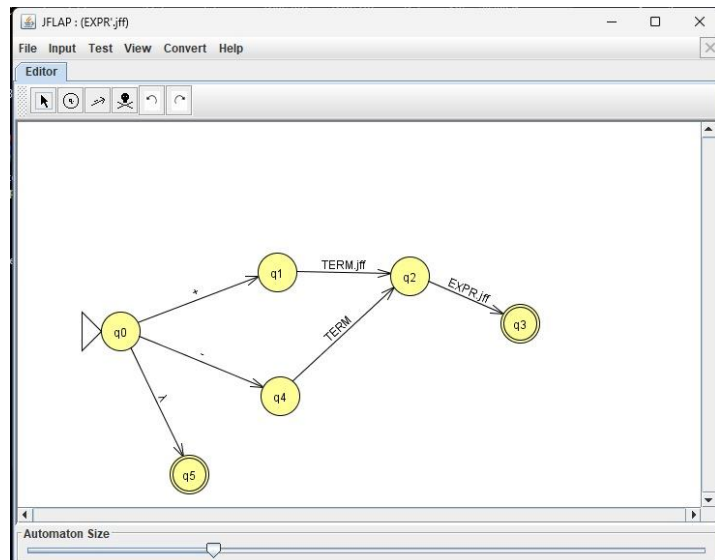 JFLAP : (EXPR'.jff)
File Input Test View Convert Help
Editor
+
TERM.jff
q1
q2
EXPR.jff
q3
q0
-
TERM
q4
λ
q5
Automaton Size